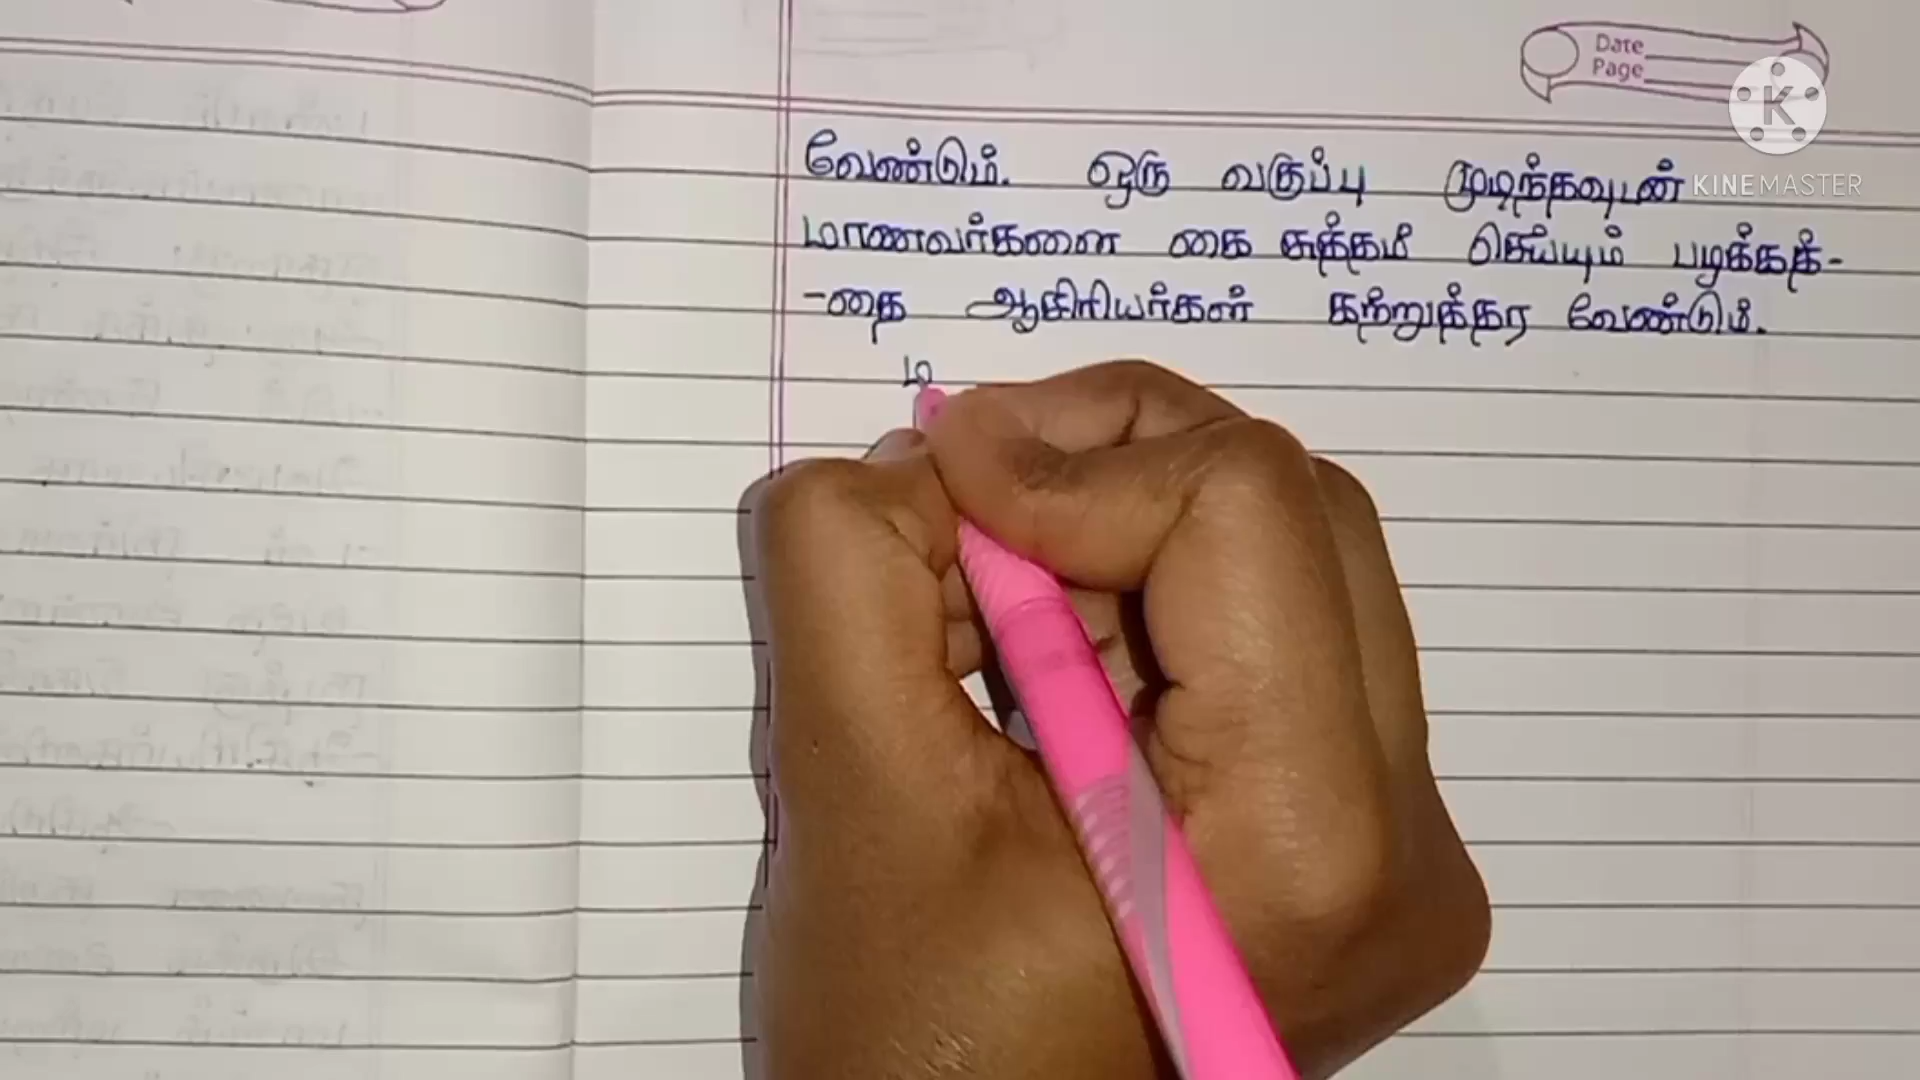 Date
Page
KINEMASTER
வேண்டும். ஒரு வகுப்பு முடிந்தவுடன்
மாணவர்களை கை சுத்தம் செய்யும் பழக்கத்-
-தை ஆசிரியர்கள் கற்றுத்தர வேண்டும்.
ம